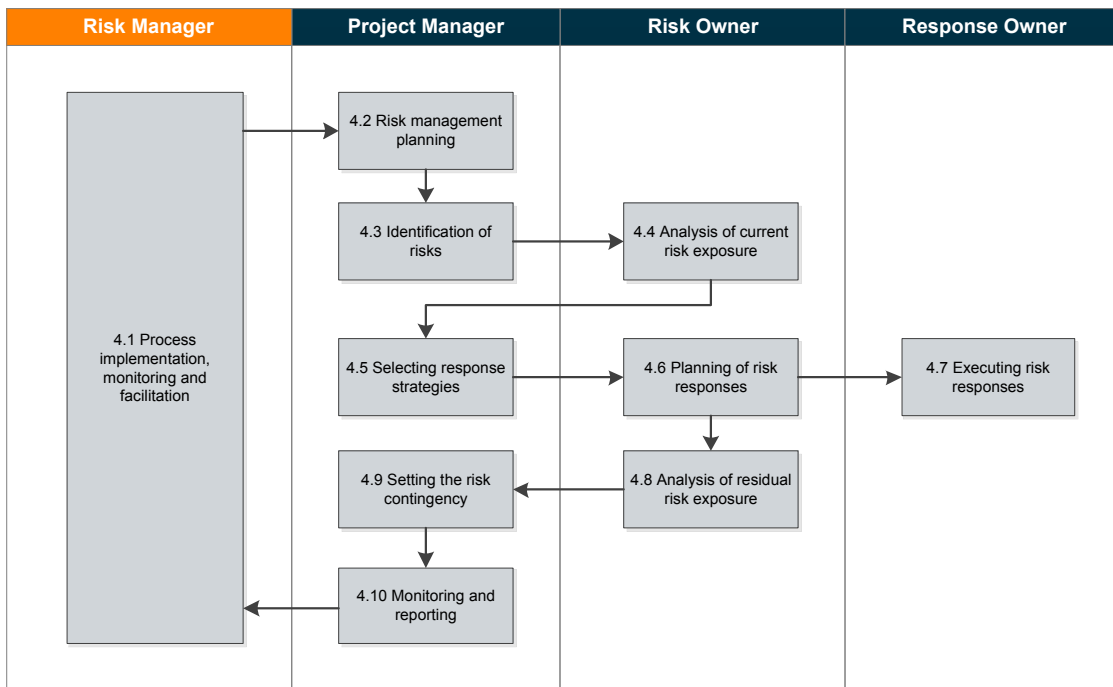 Risk Manager
Project Manager
Risk Owner
Response Owner
4.1 Process
implementation,
monitoring and
facilitation
4.2 Risk management
planning
4.3 Identification of
risks
4.4 Analysis of current
risk exposure
4.5 Selecting response
strategies
4.6 Planning of risk
responses
4.7 Executing risk
responses
4.8 Analysis of residual
risk exposure
4.9 Setting the risk
contingency
4.10 Monitoring and
reporting